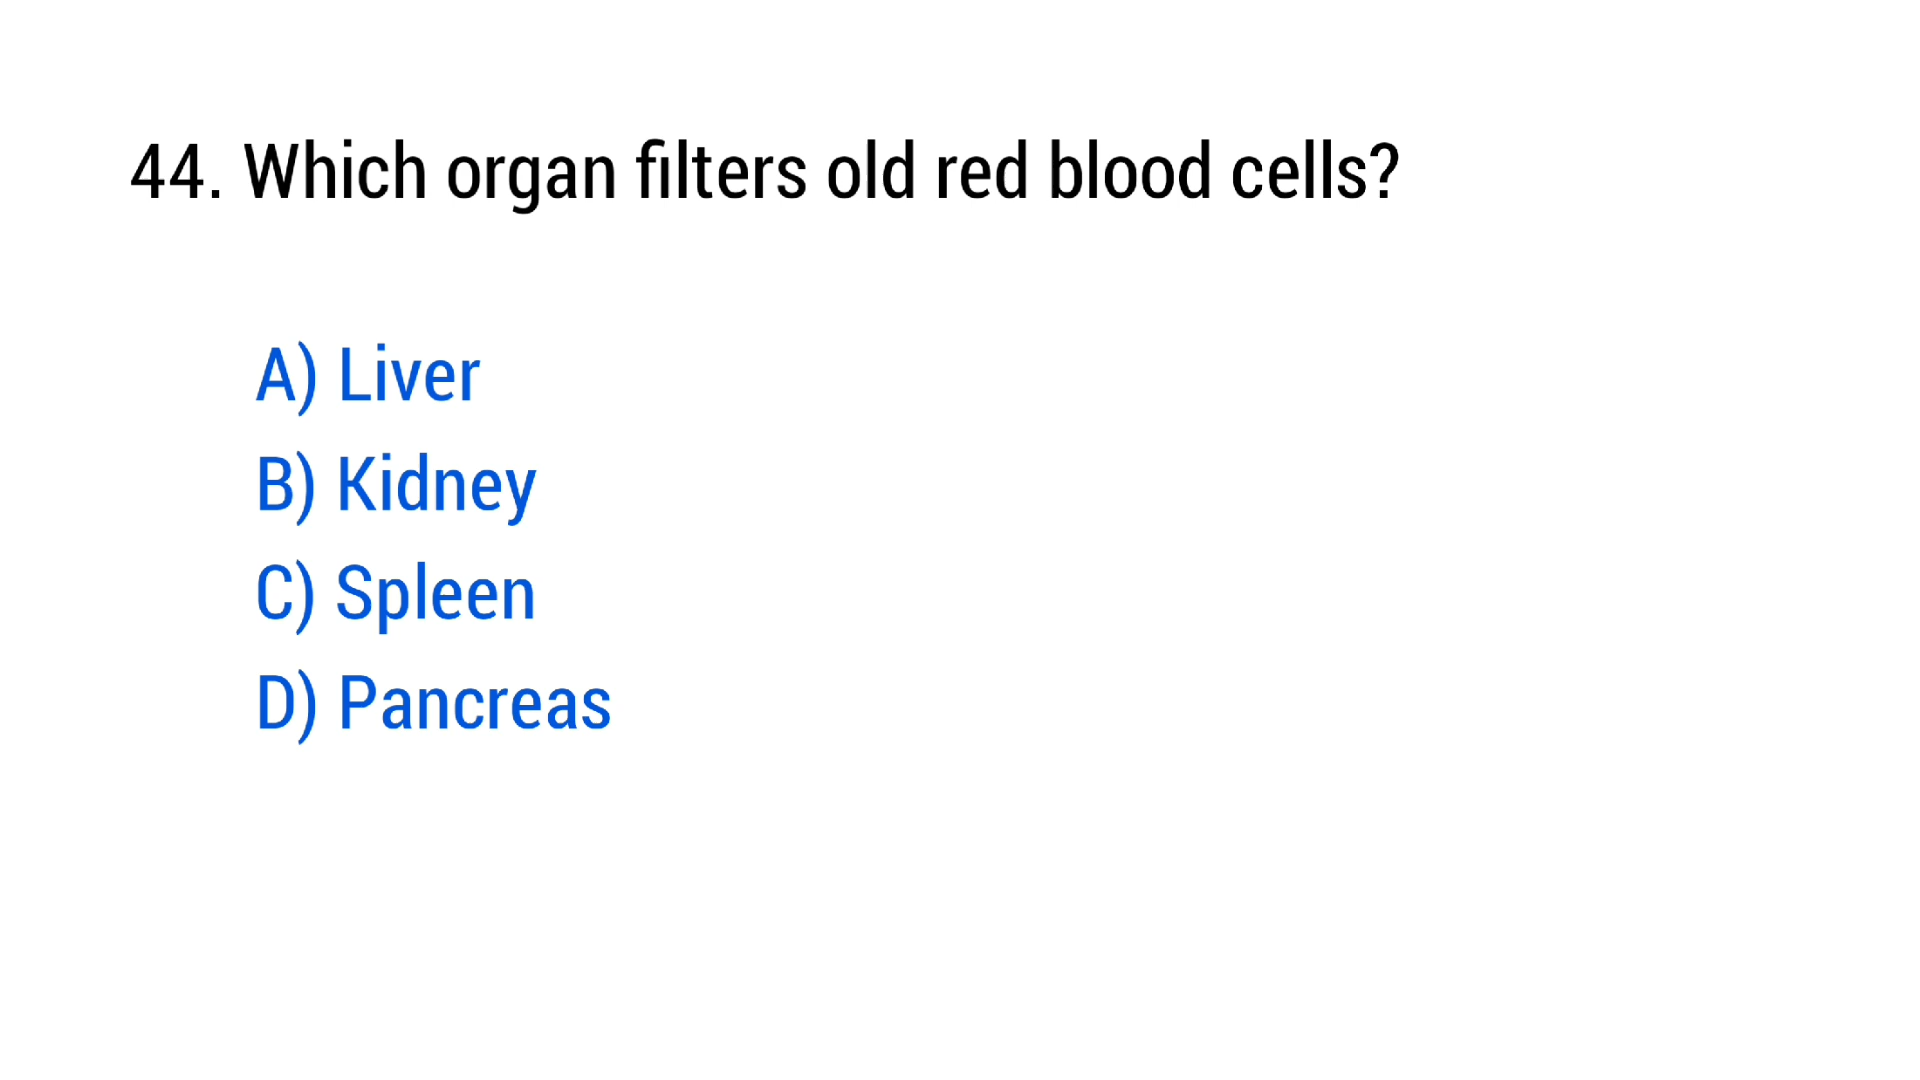 44. Which organ filters old red blood cells?
A) Liver
B) Kidney
C) Spleen
D) Pancreas